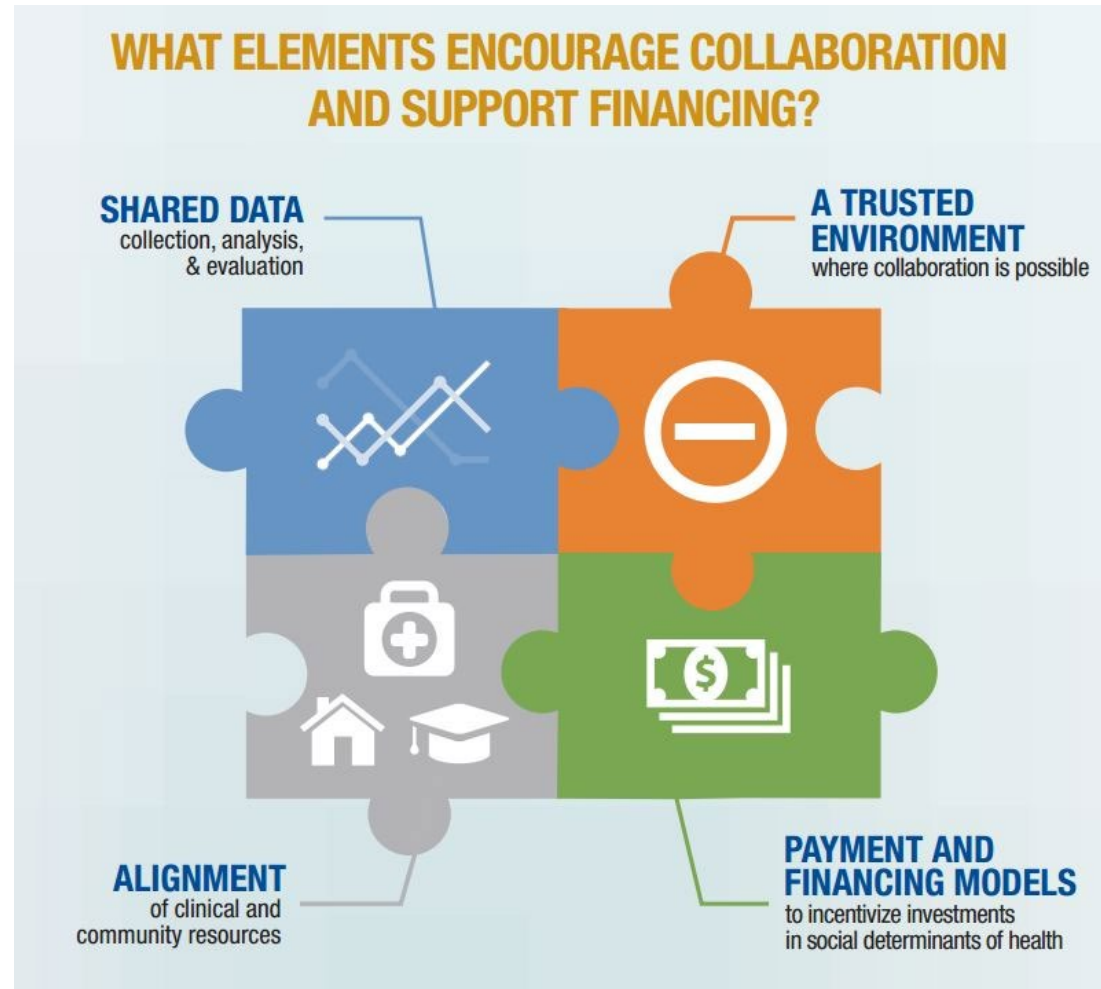 WHAT ELEMENTS ENCOURAGE COLLABORATION
AND SUPPORT FINANCING?
SHARED DATA
collection, analysis,
& evaluation
A TRUSTED
ENVIRONMENT
where collaboration is possible
$
ALIGNMENT
of clinical and
community resources
PAYMENT AND
FINANCING MODELS
to incentivize investments
in social determinants of health